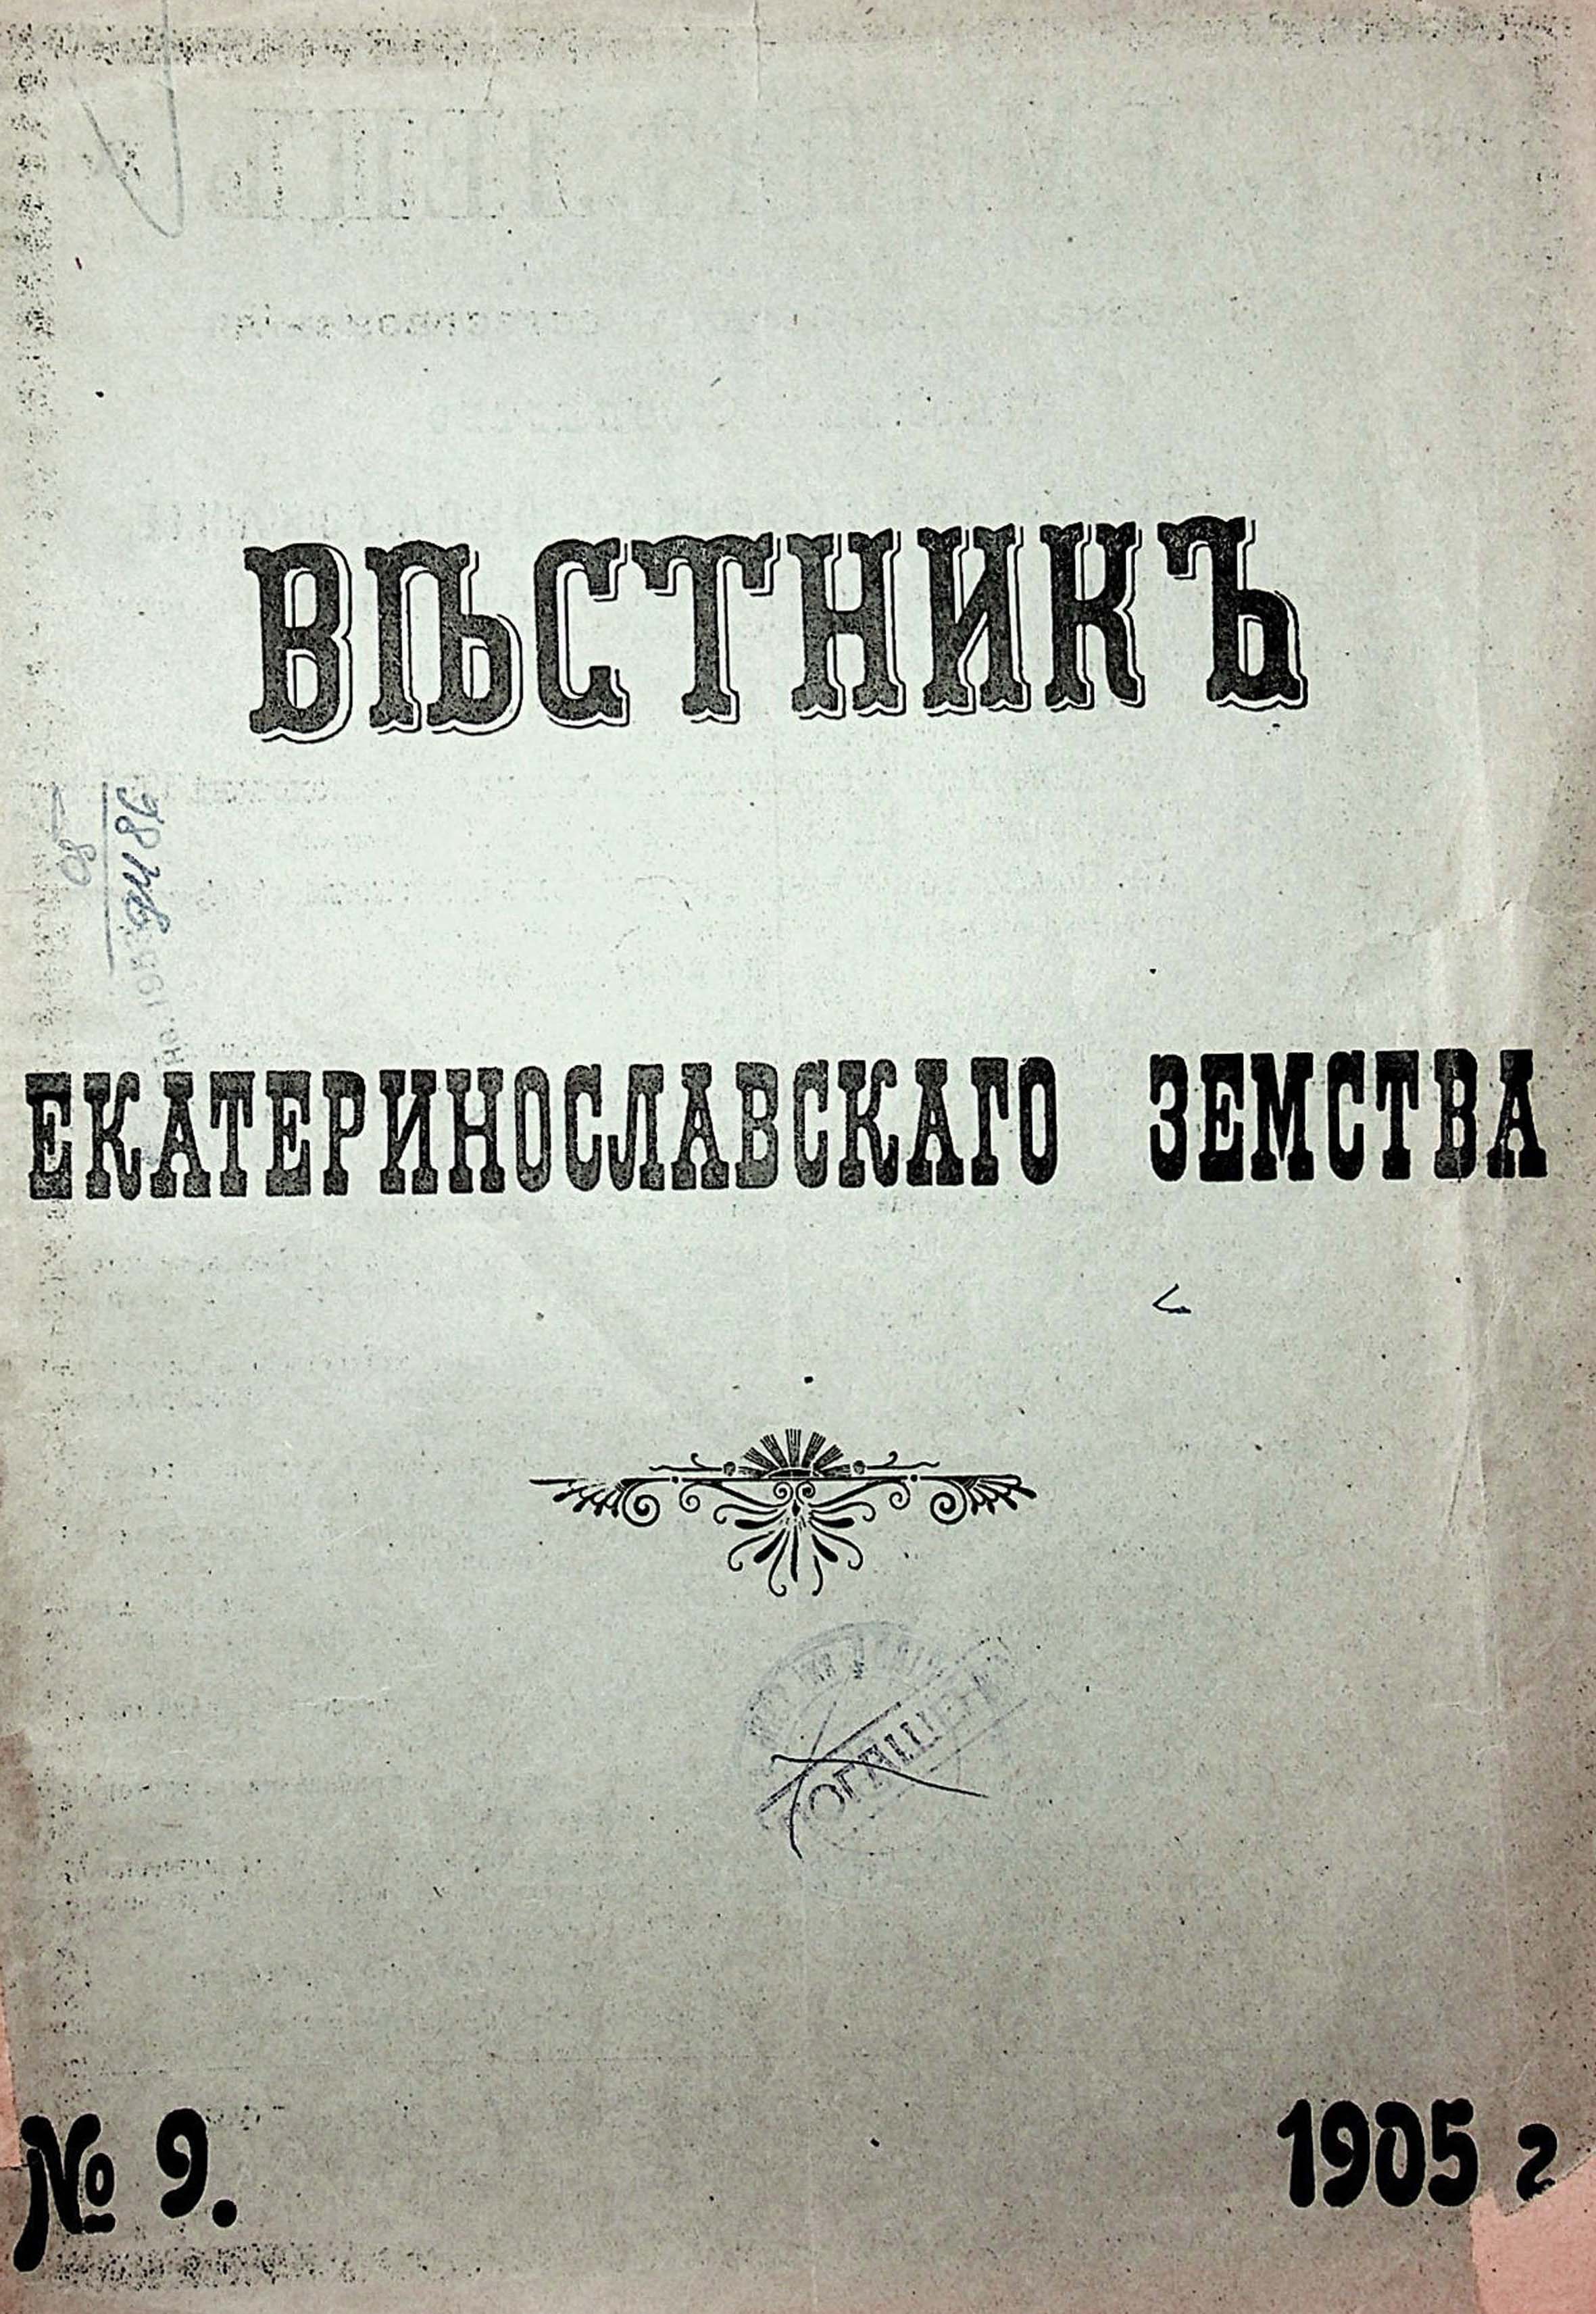 ВѢСТНИКЪ
ЕКАТЕРИНОСЛАВСКАГО ЗЕМСТВА
№ 9.
1905 г